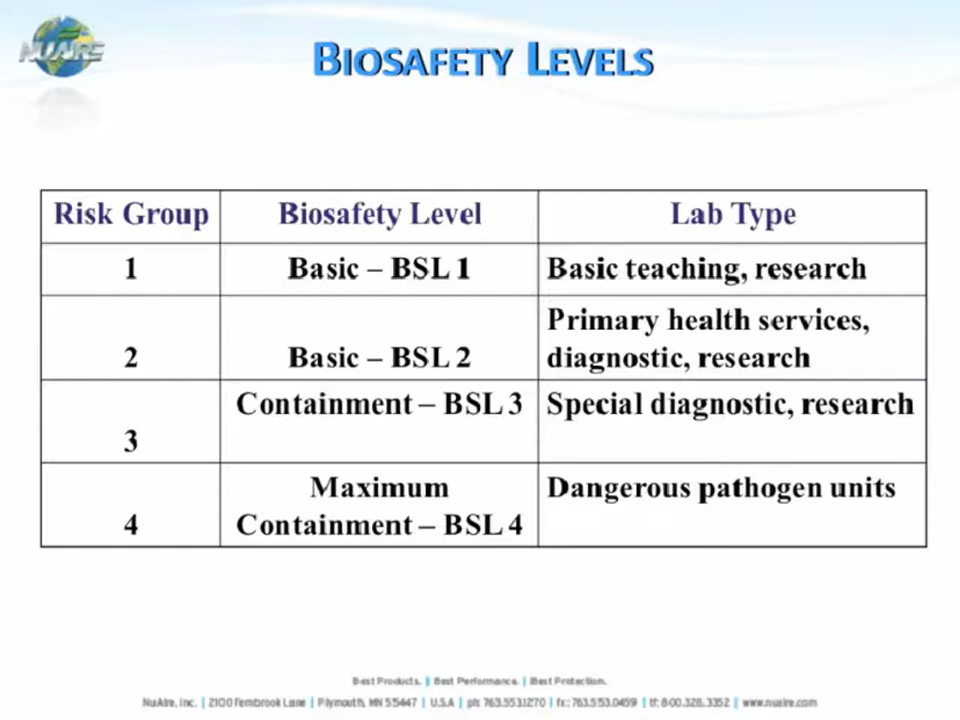 NUAIRE
BIOSAFETY LEVELS
Risk Group Biosafety Level Lab Type
1 Basic – BSL 1 Basic teaching, research
Primary health services,
2 Basic – BSL 2 diagnostic, research
Containment – BSL 3 Special diagnostic, research
3
Maximum Dangerous pathogen units
4 Containment – BSL 4
Best Products. | Best Performance. | Best Protection.
NuAire, Inc. | 2100 Fernbrook Lane | Plymouth, MN 55447 | U.S.A | ph: 763.553.1270 | fx: 763.553.0459 | tf: 800.328.3352 | www.nuaire.com